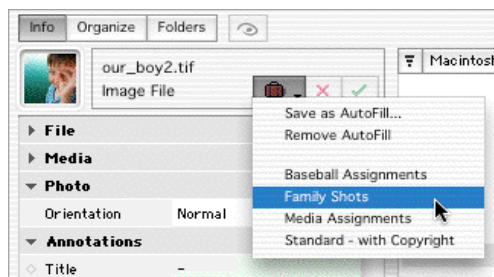 Info Organize Folders
our_boy2.tif
Image File
Macintosh
Save as AutoFill...
Remove AutoFill
File
Media
Baseball Assignments
Photo
Family Shots
Orientation Normal
Media Assignments
Annotations
Standard - with Copyright
Title -